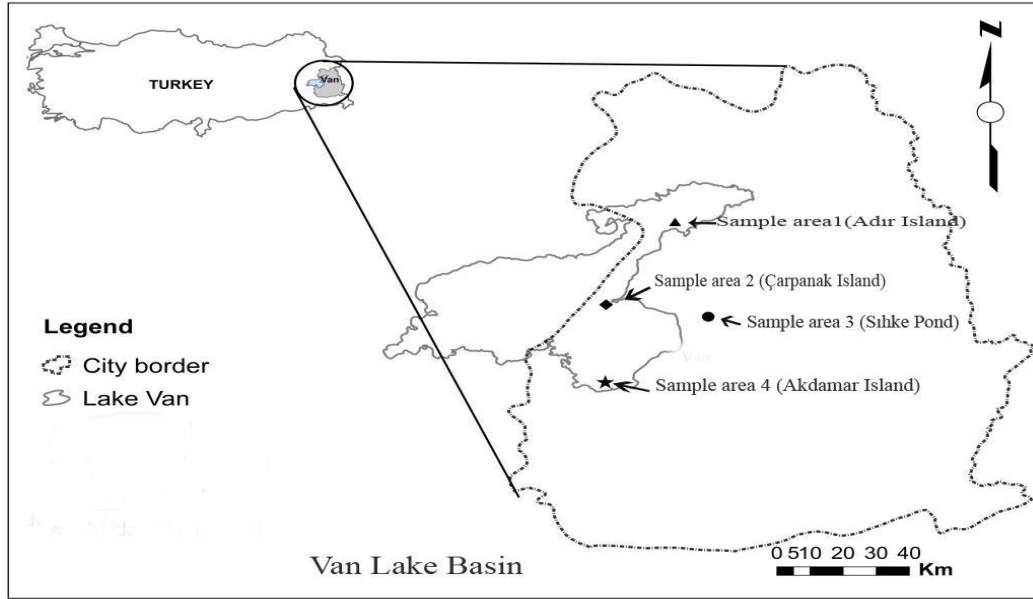 TURKEY
Van
N
Sample area1(Adır Island)
Sample area 2 (Çarpanak Island)
Sample area 3 (Sıhke Pond)
Sample area 4 (Akdamar Island)
Legend
City border
Lake Van
Van Lake Basin
0 510 20 30 40
Km